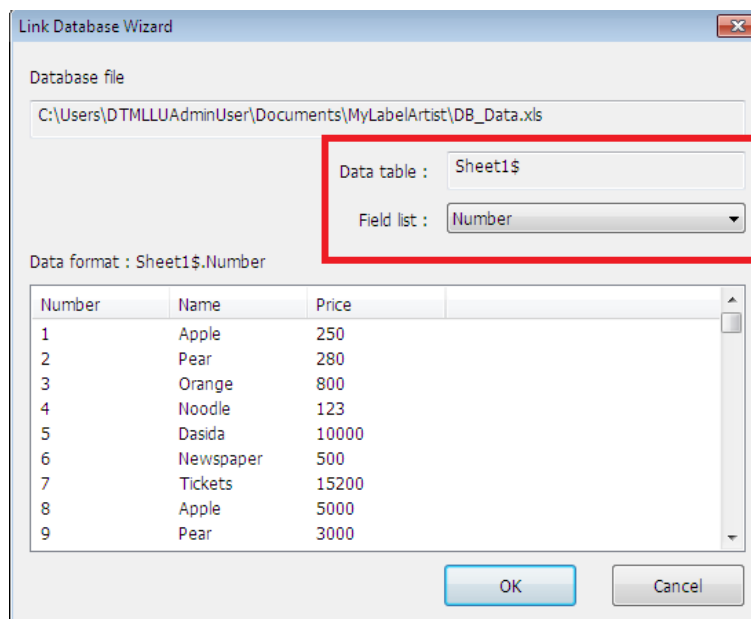 Link Database Wizard
Database file
C:\Users\DTMLLUAdminUser\Documents\MyLabelArtist\DB_Data.xls
Data table : Sheet1$
Field list : Number
Data format : Sheet1$.Number
Number Name Price
1 Apple 250
2 Pear 280
3 Orange 800
4 Noodle 123
5 Dasida 10000
6 Newspaper 500
7 Tickets 15200
8 Apple 5000
9 Pear 3000
OK Cancel